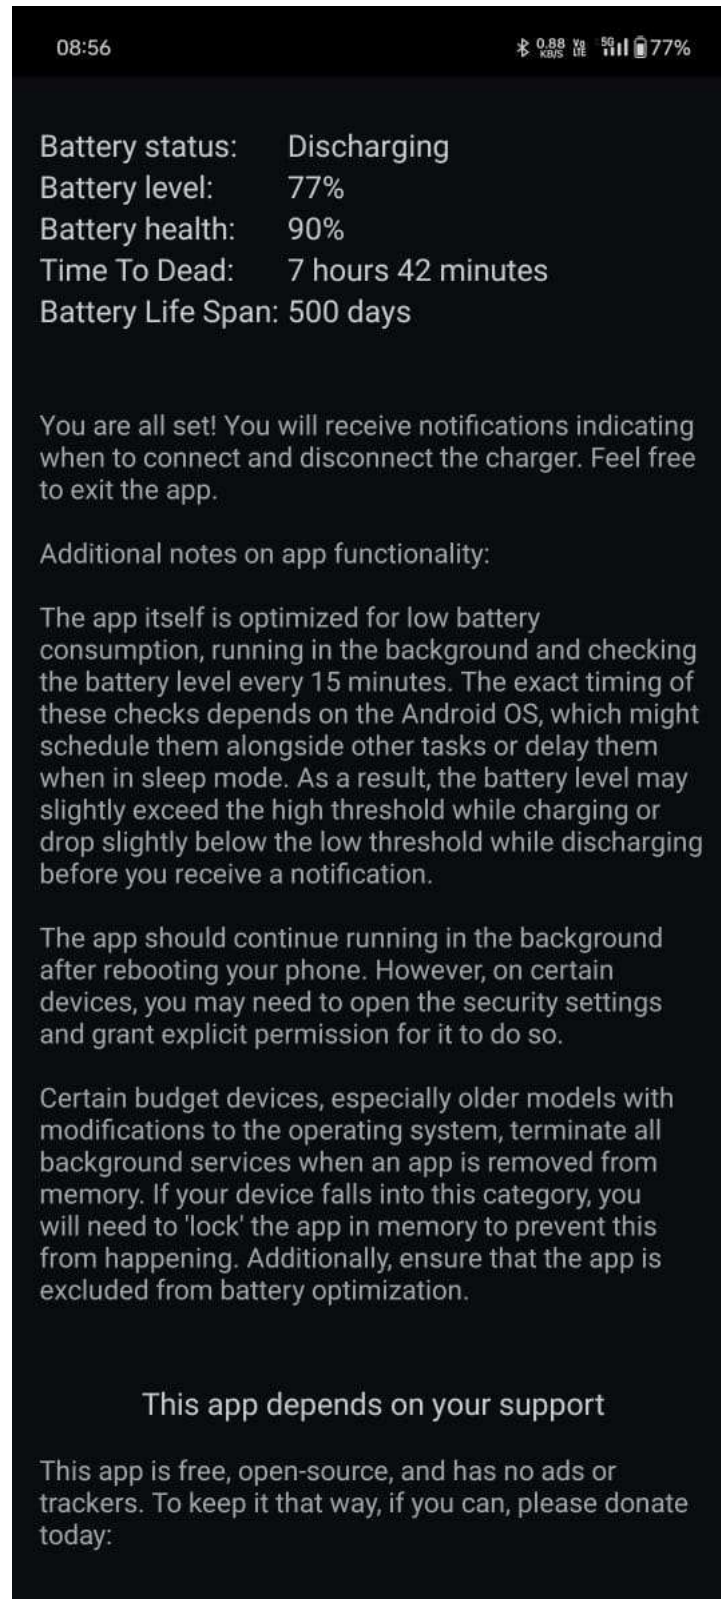 08:56 0.88 KB/S Vo LTE 5G 77%
Battery status: Discharging
Battery level: 77%
Battery health: 90%
Time To Dead: 7 hours 42 minutes
Battery Life Span: 500 days
You are all set! You will receive notifications indicating
when to connect and disconnect the charger. Feel free
to exit the app.
Additional notes on app functionality:
The app itself is optimized for low battery
consumption, running in the background and checking
the battery level every 15 minutes. The exact timing of
these checks depends on the Android OS, which might
schedule them alongside other tasks or delay them
when in sleep mode. As a result, the battery level may
slightly exceed the high threshold while charging or
drop slightly below the low threshold while discharging
before you receive a notification.
The app should continue running in the background
after rebooting your phone. However, on certain
devices, you may need to open the security settings
and grant explicit permission for it to do so.
Certain budget devices, especially older models with
modifications to the operating system, terminate all
background services when an app is removed from
memory. If your device falls into this category, you
will need to 'lock' the app in memory to prevent this
from happening. Additionally, ensure that the app is
excluded from battery optimization.
This app depends on your support
This app is free, open-source, and has no ads or
trackers. To keep it that way, if you can, please donate
today: